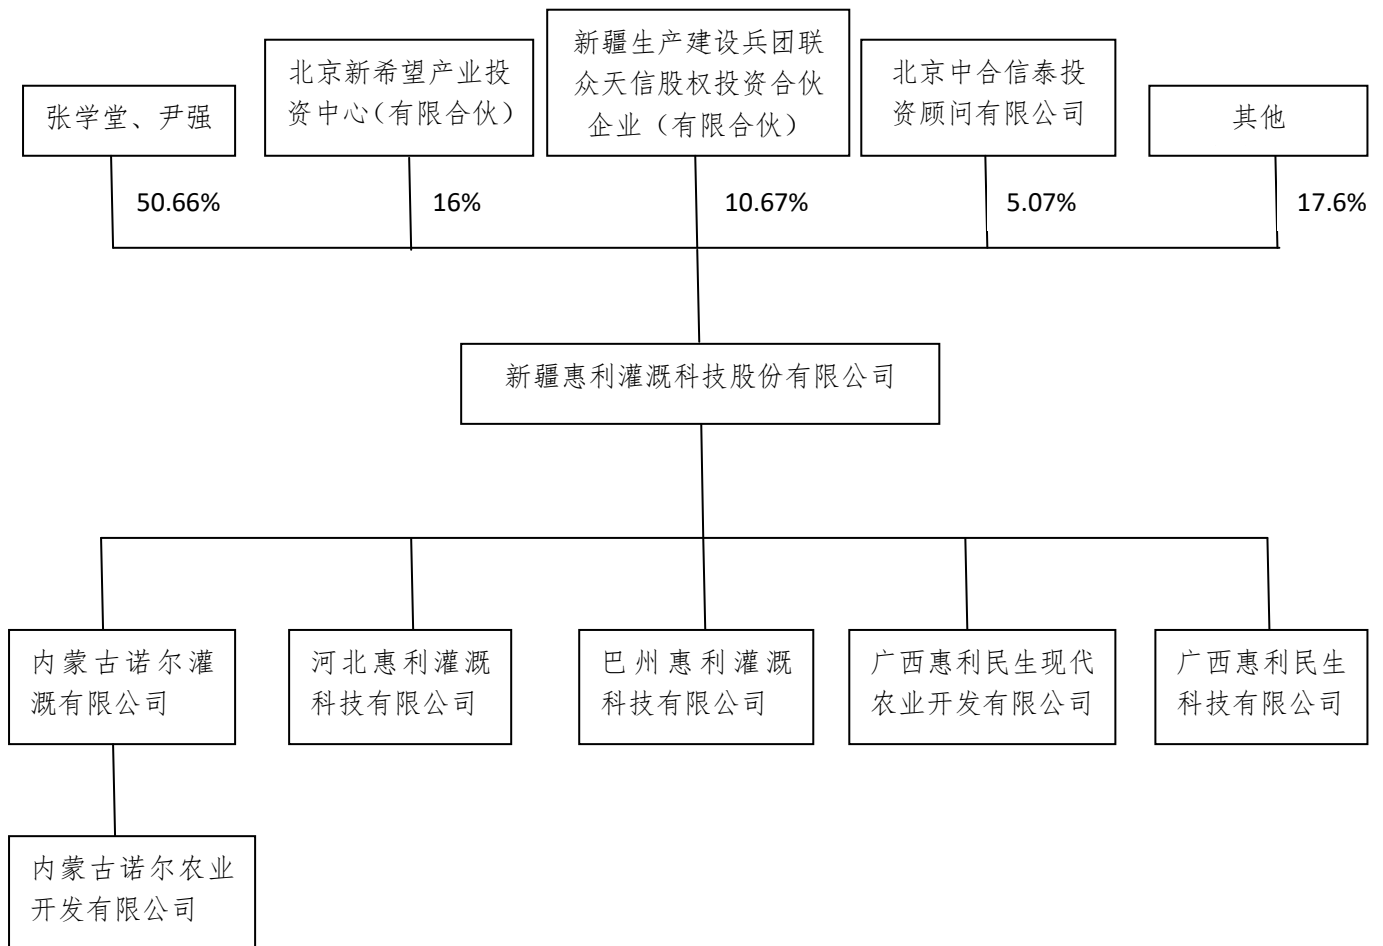 张学堂、尹强
北京新希望产业投
资中心(有限合伙)
新疆生产建设兵团联
众天信股权投资合伙
企业（有限合伙）
北京中合信泰投
资顾问有限公司
其他
50.66%
16%
10.67%
5.07%
17.6%
新疆惠利灌溉科技股份有限公司
内蒙古诺尔灌
溉有限公司
河北惠利灌溉
科技有限公司
巴州惠利灌溉
科技有限公司
广西惠利民生现代
农业开发有限公司
广西惠利民生
科技有限公司
内蒙古诺尔农业
开发有限公司